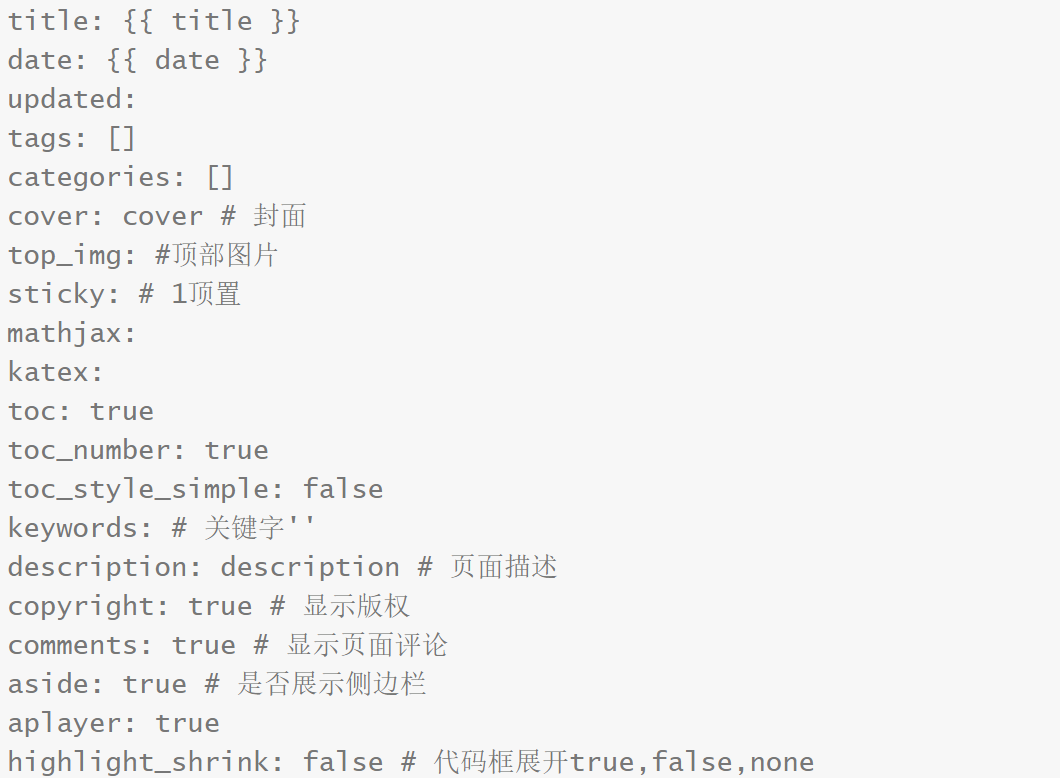 title: {{ title }}
date: {{ date }}
updated:
tags: []
categories: []
cover: cover # 封面
top_img: #顶部图片
sticky: # 1顶置
mathjax:
katex:
toc: true
toc_number: true
toc_style_simple: false
keywords: # 关键字''
description: description # 页面描述
copyright: true # 显示版权
comments: true # 显示页面评论
aside: true # 是否展示侧边栏
aplayer: true
highlight_shrink: false # 代码框展开true,false,none